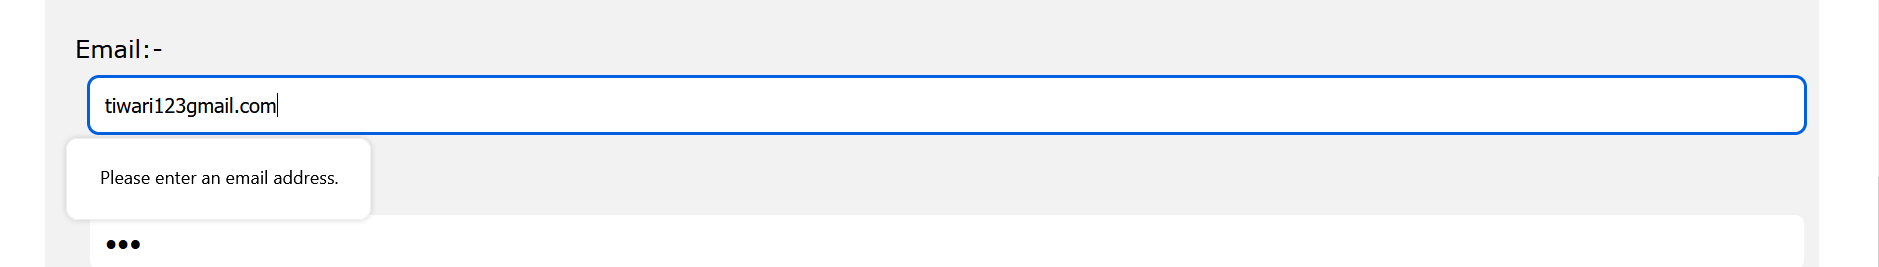 Email:-
tiwari123gmail.com
Please enter an email address.
•••